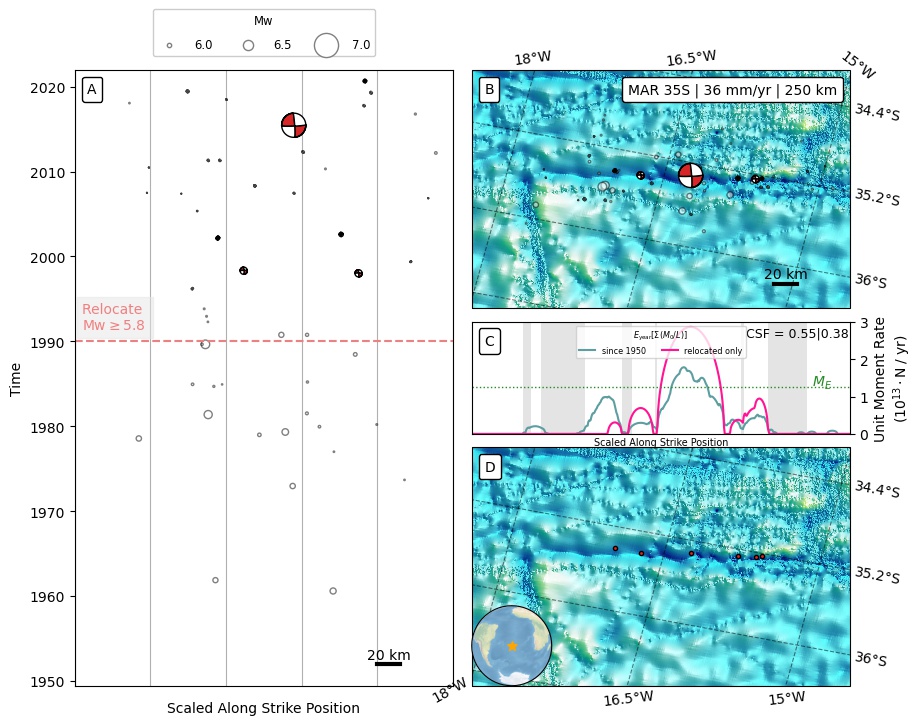 Mw
6.0 6.5 7.0
A
2020
2010
2000
1990
1980
1970
1960
1950
Time
Relocate
Mw ≥ 5.8
20 km
Scaled Along Strike Position
18°W
18°W 16.5°W 15°W
B
MAR 35S | 36 mm/yr | 250 km
34.4°S
35.2°S
36°S
20 km
C
E_year[Σ(M₀/L)]
since 1950 relocated only
CSF = 0.55|0.38
Ṁ_E
3
2
1
0
Unit Moment Rate
(10¹³ · N / yr)
Scaled Along Strike Position
D
34.4°S
35.2°S
36°S
16.5°W 15°W